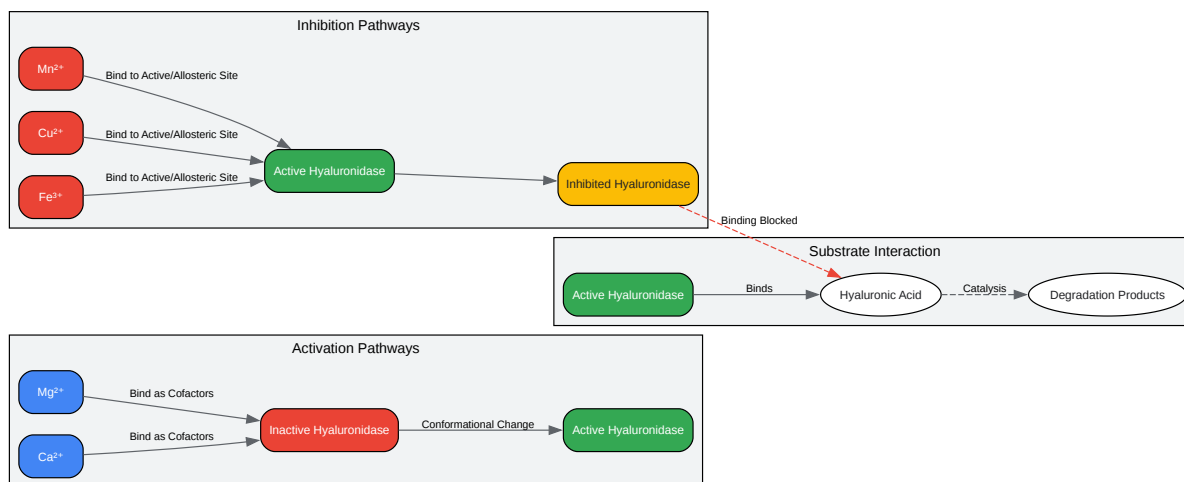 Inhibition Pathways
Mn²⁺
Bind to Active/Allosteric Site
Cu²⁺
Bind to Active/Allosteric Site
Fe³⁺
Bind to Active/Allosteric Site
Active Hyaluronidase
Inhibited Hyaluronidase
Binding Blocked
Substrate Interaction
Active Hyaluronidase
Binds
Hyaluronic Acid
Catalysis
Degradation Products
Activation Pathways
Mg²⁺
Bind as Cofactors
Ca²⁺
Bind as Cofactors
Inactive Hyaluronidase
Conformational Change
Active Hyaluronidase